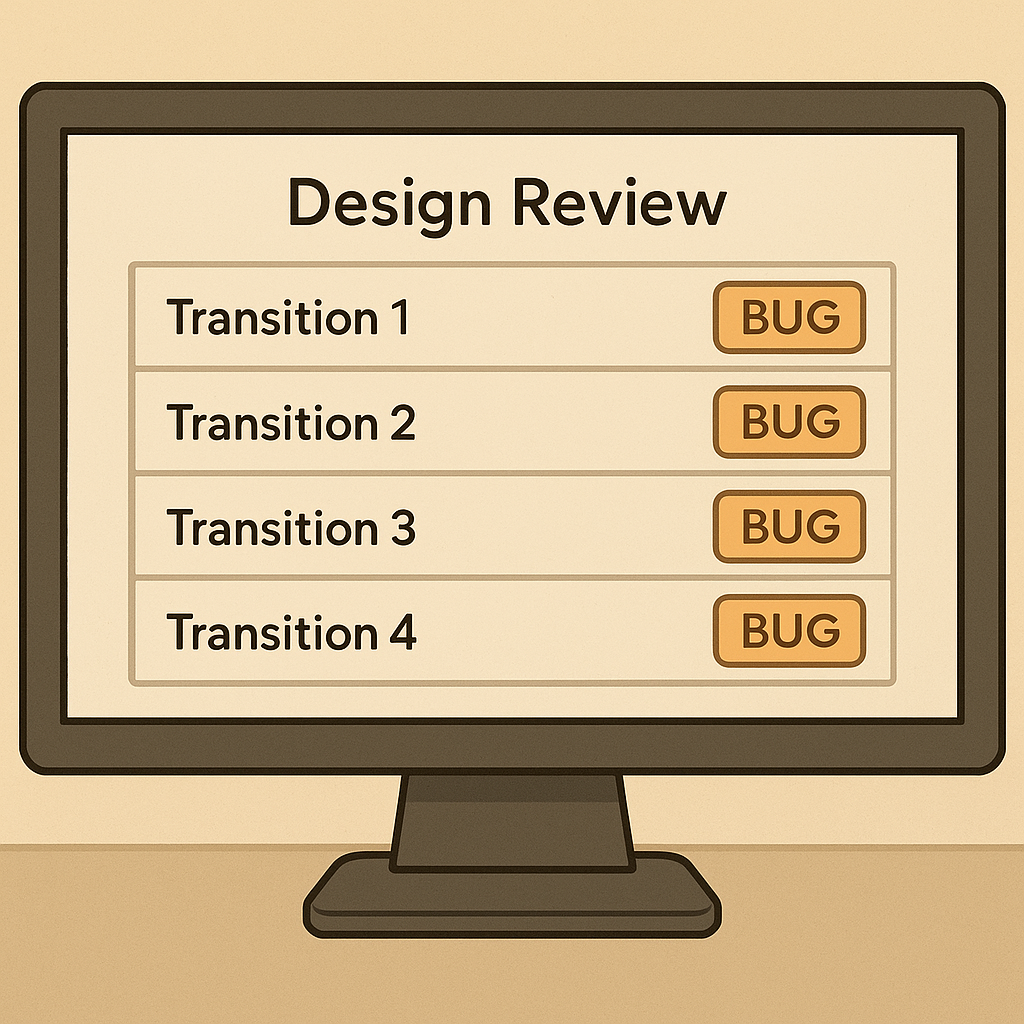 Design Review
Transition 1 BUG
Transition 2 BUG
Transition 3 BUG
Transition 4 BUG